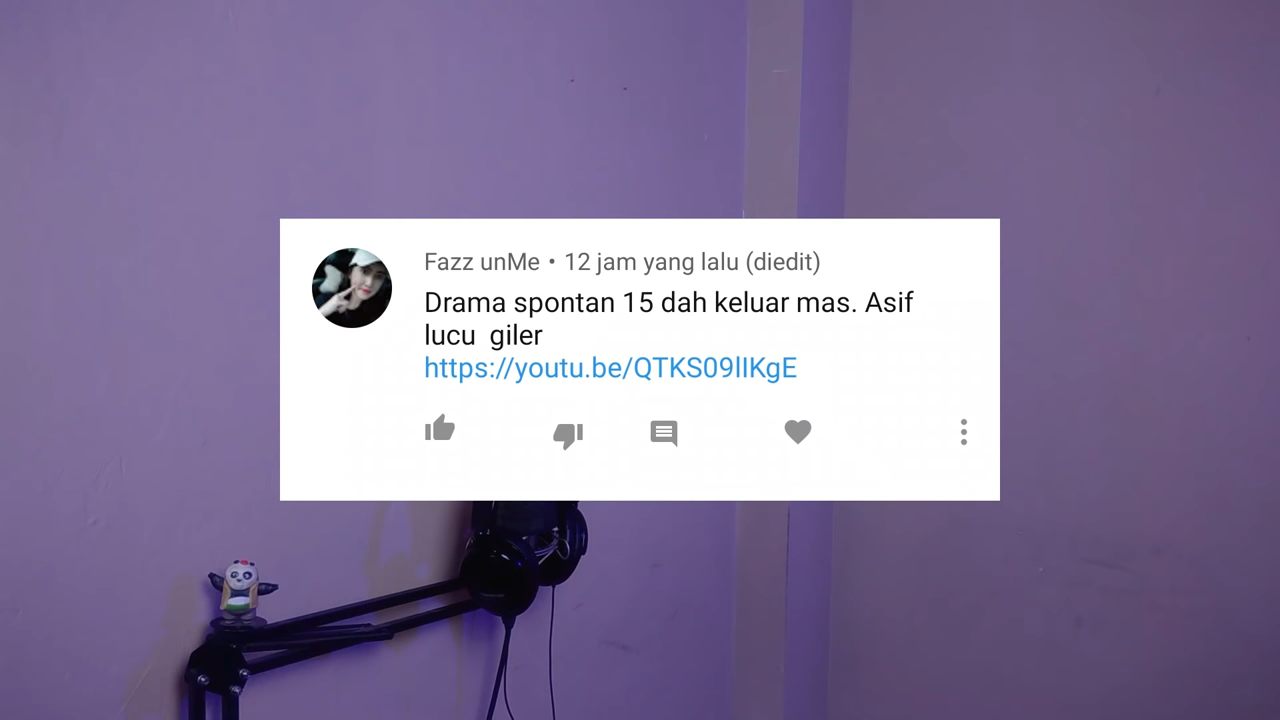 Fazz unMe • 12 jam yang lalu (diedit)
Drama spontan 15 dah keluar mas. Asif
lucu  giler
https://youtu.be/QTKS09lIKgE